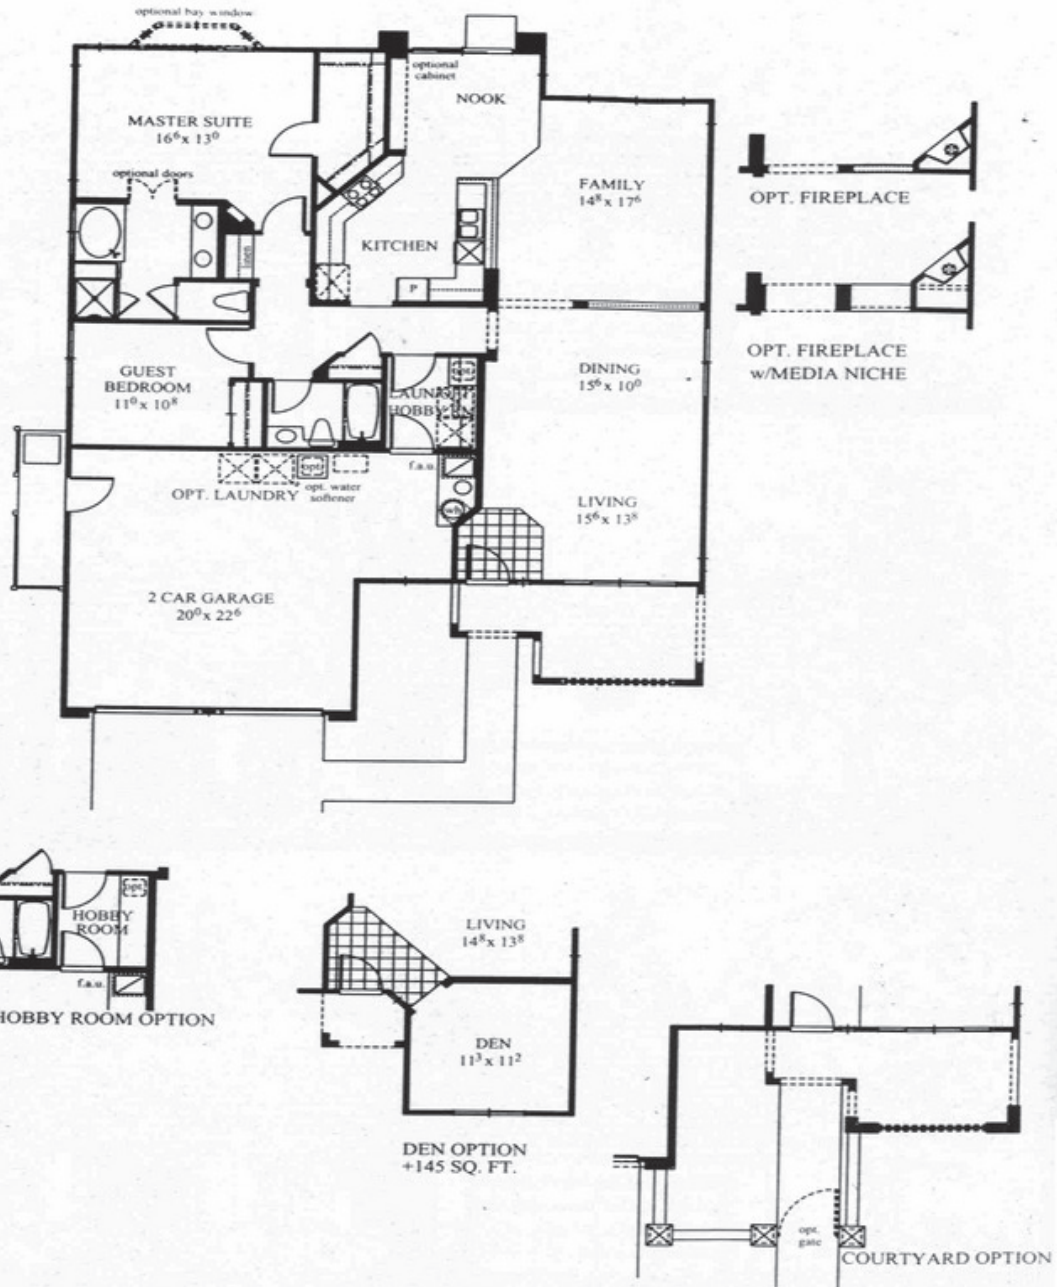 optional bay window
optional
cabinet
NOOK
MASTER SUITE
16⁶ x 13⁰
optional doors
FAMILY
14⁸ x 17⁶
OPT. FIREPLACE
linen
KITCHEN
P
OPT. FIREPLACE
w/MEDIA NICHE
GUEST
BEDROOM
11⁰ x 10⁸
DINING
15⁶ x 10⁰
opt
HOBBY
f.a.u.
opt
OPT. LAUNDRY
opt. water
softener
wh
LIVING
15⁶ x 13⁸
2 CAR GARAGE
20⁰ x 22⁶
opt
HOBBY
ROOM
f.a.u.
HOBBY ROOM OPTION
LIVING
14⁸ x 13⁸
DEN
11³ x 11²
DEN OPTION
+145 SQ. FT.
opt.
gate
COURTYARD OPTION